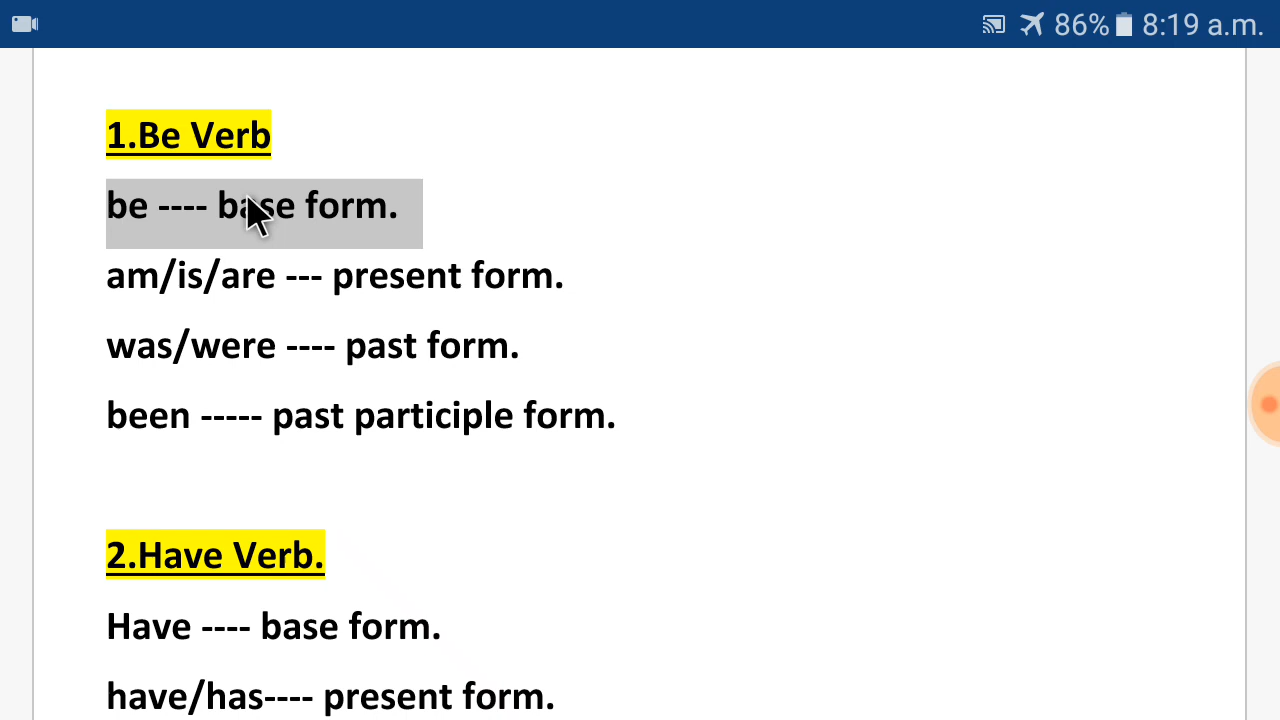 86% 8:19 a.m.
1.Be Verb
be ---- base form.
am/is/are --- present form.
was/were ---- past form.
been ----- past participle form.
2.Have Verb.
Have ---- base form.
have/has---- present form.